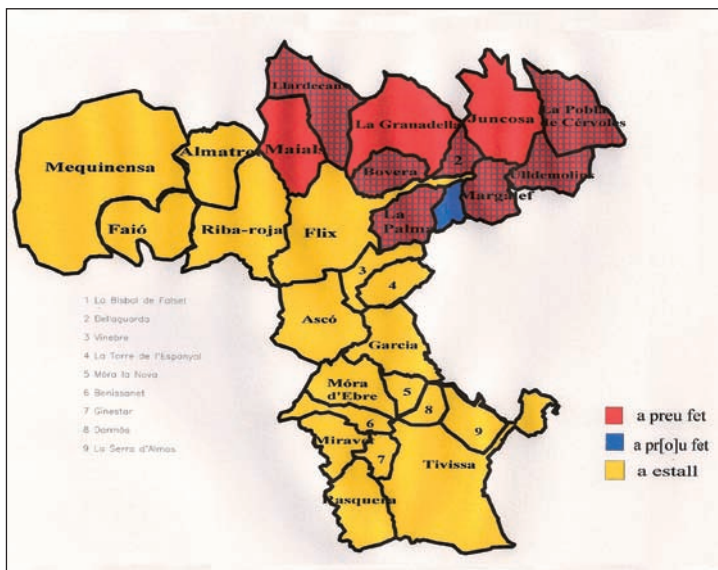 Llardecans
La Granadella
Juncosa
La Pobla
de Cérvoles
Maials
Mequinensa
Almatret
Bovera
2
Ulldemolins
Margalef
Faió
Riba-roja
Flix
La
Palma
3
4
Ascó
Garcia
Móra
d'Ebre
5
8
6
9
Miravet
7
Tivissa
Rasquera
1 La Bisbal de Falset
2 Bellaguarda
3 Vinebre
4 La Torre de l'Espanyol
5 Móra la Nova
6 Benissanet
7 Ginestar
8 Darmós
9 La Serra d'Almos
a preu fet
a pr[o]u fet
a estall